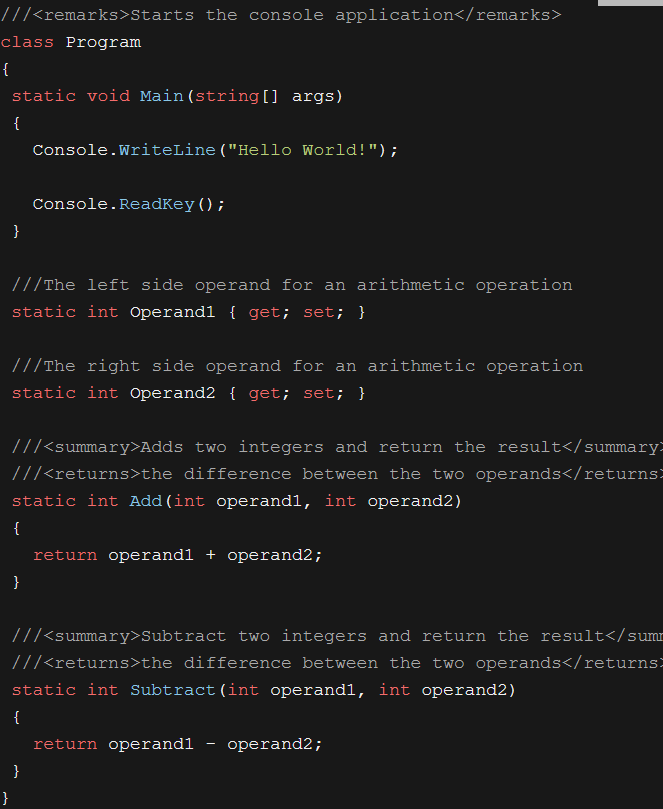 ///<remarks>Starts the console application</remarks>
class Program
{
 static void Main(string[] args)
 {
   Console.WriteLine("Hello World!");

   Console.ReadKey();
 }

 ///The left side operand for an arithmetic operation
 static int Operand1 { get; set; }

 ///The right side operand for an arithmetic operation
 static int Operand2 { get; set; }

 ///<summary>Adds two integers and return the result</summary>
 ///<returns>the difference between the two operands</returns>
 static int Add(int operand1, int operand2)
 {
   return operand1 + operand2;
 }

 ///<summary>Subtract two integers and return the result</summ
 ///<returns>the difference between the two operands</returns>
 static int Subtract(int operand1, int operand2)
 {
   return operand1 - operand2;
 }
}